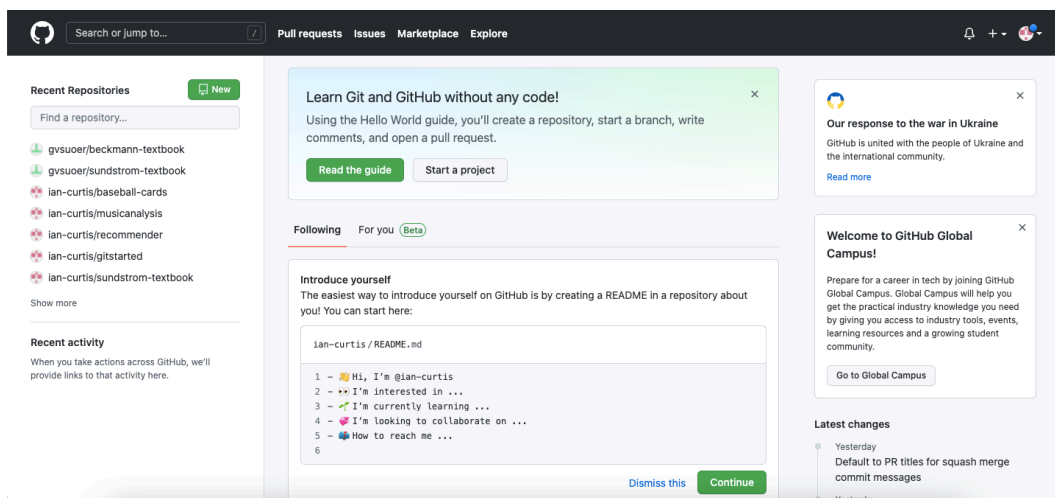 Search or jump to...
/
Pull requests Issues Marketplace Explore
Recent Repositories
New
Find a repository...
gvsuoer/beckmann-textbook
gvsuoer/sundstrom-textbook
ian-curtis/baseball-cards
ian-curtis/musicanalysis
ian-curtis/recommender
ian-curtis/gitstarted
ian-curtis/sundstrom-textbook
Show more
Recent activity
When you take actions across GitHub, we'll
provide links to that activity here.
Learn Git and GitHub without any code!
Using the Hello World guide, you'll create a repository, start a branch, write
comments, and open a pull request.
Read the guide
Start a project
Following
For you Beta
Introduce yourself
The easiest way to introduce yourself on GitHub is by creating a README in a repository about
you! You can start here:
ian-curtis / README.md
1 - 👋 Hi, I'm @ian-curtis
2 - 👀 I'm interested in ...
3 - 🌱 I'm currently learning ...
4 - 💞️ I'm looking to collaborate on ...
5 - 📫 How to reach me ...
6
Dismiss this
Continue
Our response to the war in Ukraine
GitHub is united with the people of Ukraine and
the international community.
Read more
Welcome to GitHub Global
Campus!
Prepare for a career in tech by joining GitHub
Global Campus. Global Campus will help you
get the practical industry knowledge you need
by giving you access to industry tools, events,
learning resources and a growing student
community.
Go to Global Campus
Latest changes
Yesterday
Default to PR titles for squash merge
commit messages